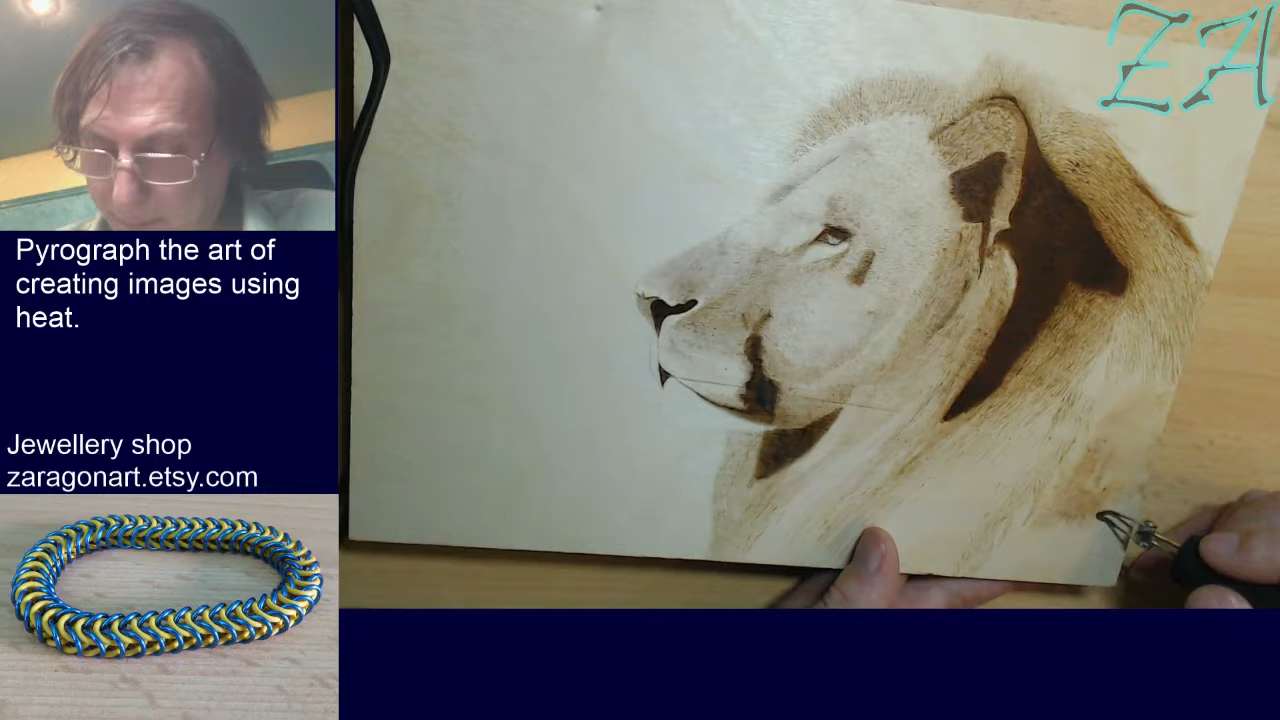 Pyrograph the art of
creating images using
heat.
Jewellery shop
zaragonart.etsy.com
ZA